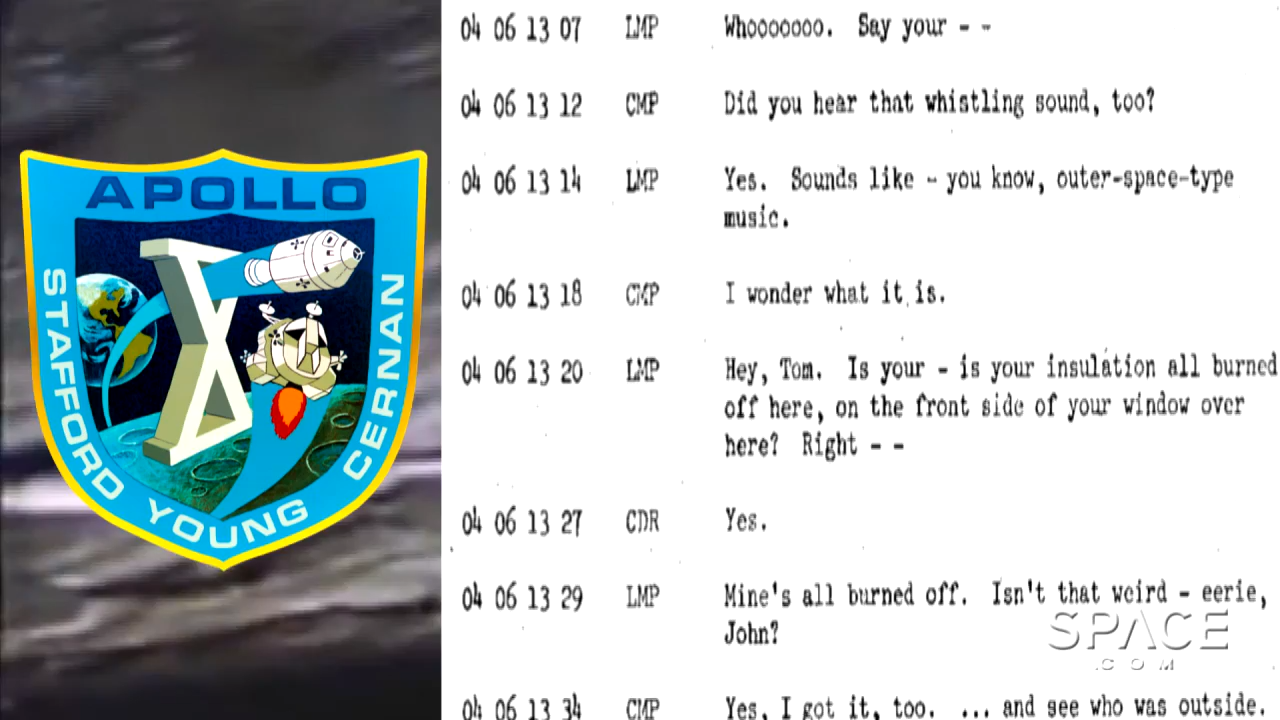 APOLLO
STAFFORD YOUNG CERNAN
04 06 13 07 LMP Whooooooo. Say your - -
04 06 13 12 CMP Did you hear that whistling sound, too?
04 06 13 14 LMP Yes. Sounds like - you know, outer-space-type
music.
04 06 13 18 CMP I wonder what it is.
04 06 13 20 LMP Hey, Tom. Is your - is your insulation all burned
off here, on the front side of your window over
here? Right - -
04 06 13 27 CDR Yes.
04 06 13 29 LMP Mine's all burned off. Isn't that weird - eerie,
John?
04 06 13 34 CMP Yes, I got it, too. ... and see who was outside.
SPACE
.COM